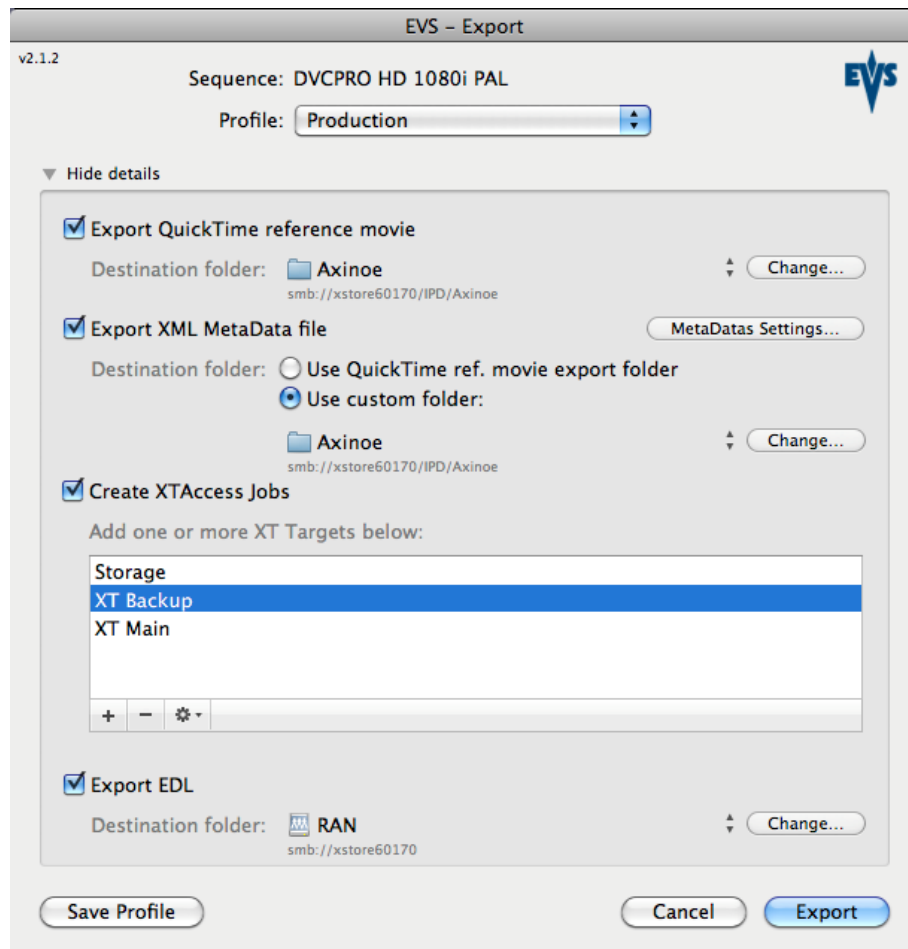 EVS – Export
v2.1.2
EVS
Sequence: DVCPRO HD 1080i PAL
Profile: Production
Hide details
Export QuickTime reference movie
Destination folder: Axinoe Change...
smb://xstore60170/IPD/Axinoe
Export XML MetaData file MetaDatas Settings...
Destination folder: Use QuickTime ref. movie export folder
Use custom folder:
Axinoe Change...
smb://xstore60170/IPD/Axinoe
Create XTAccess Jobs
Add one or more XT Targets below:
Storage
XT Backup
XT Main
Export EDL
Destination folder: RAN Change...
smb://xstore60170
Save Profile Cancel Export